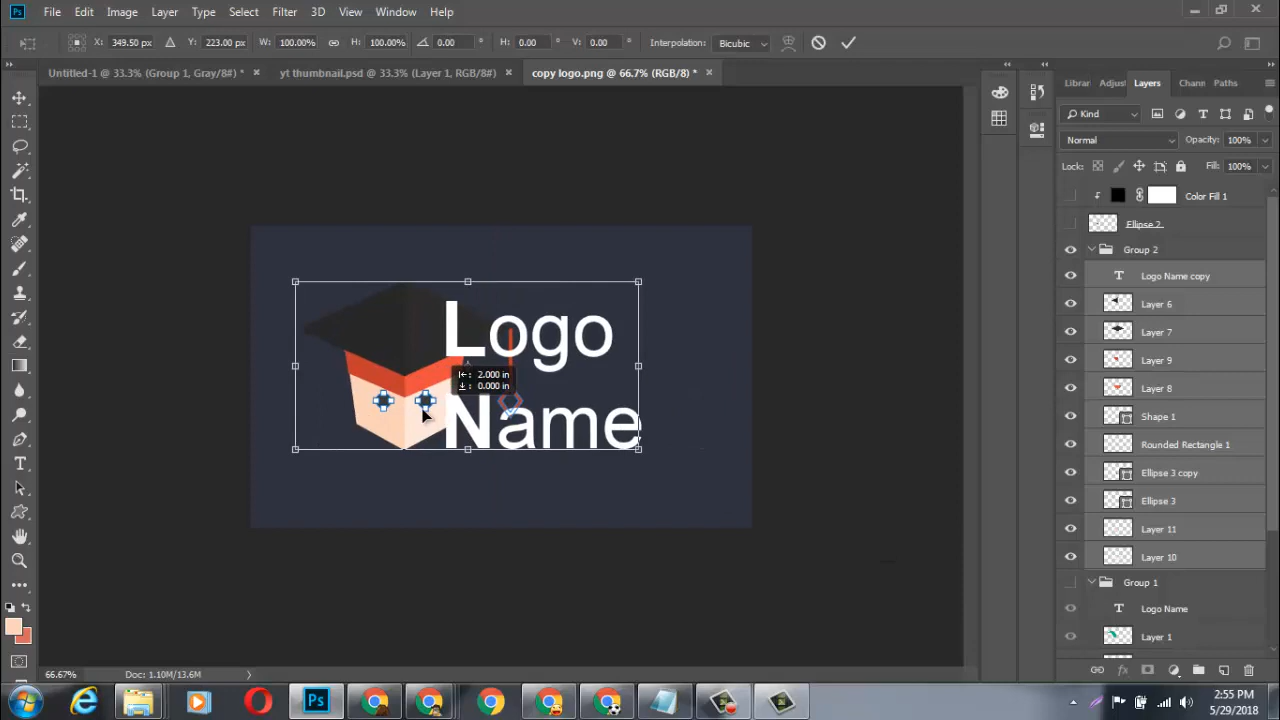 Ps File Edit Image Layer Type Select Filter 3D View Window Help
X: 349.50 px Y: 223.00 px W: 100.00% H: 100.00% 0.00 ° H: 0.00 ° V: 0.00 ° Interpolation: Bicubic
Untitled-1 @ 33.3% (Group 1, Gray/8#) * yt thumbnail.psd @ 33.3% (Layer 1, RGB/8#) copy logo.png @ 66.7% (RGB/8) *
Librar Adjus Layers Chann Paths
Kind
Normal Opacity: 100%
Lock: Fill: 100%
Color Fill 1
Ellipse 2
Group 2
Logo Name copy
Layer 6
Layer 7
Layer 9
Layer 8
Shape 1
Rounded Rectangle 1
Ellipse 3 copy
Ellipse 3
Layer 11
Layer 10
Group 1
Logo Name
Layer 1
Logo
Name
2.000 in
0.000 in
66.67% Doc: 1.10M/13.6M
Ps
2:55 PM
5/29/2018